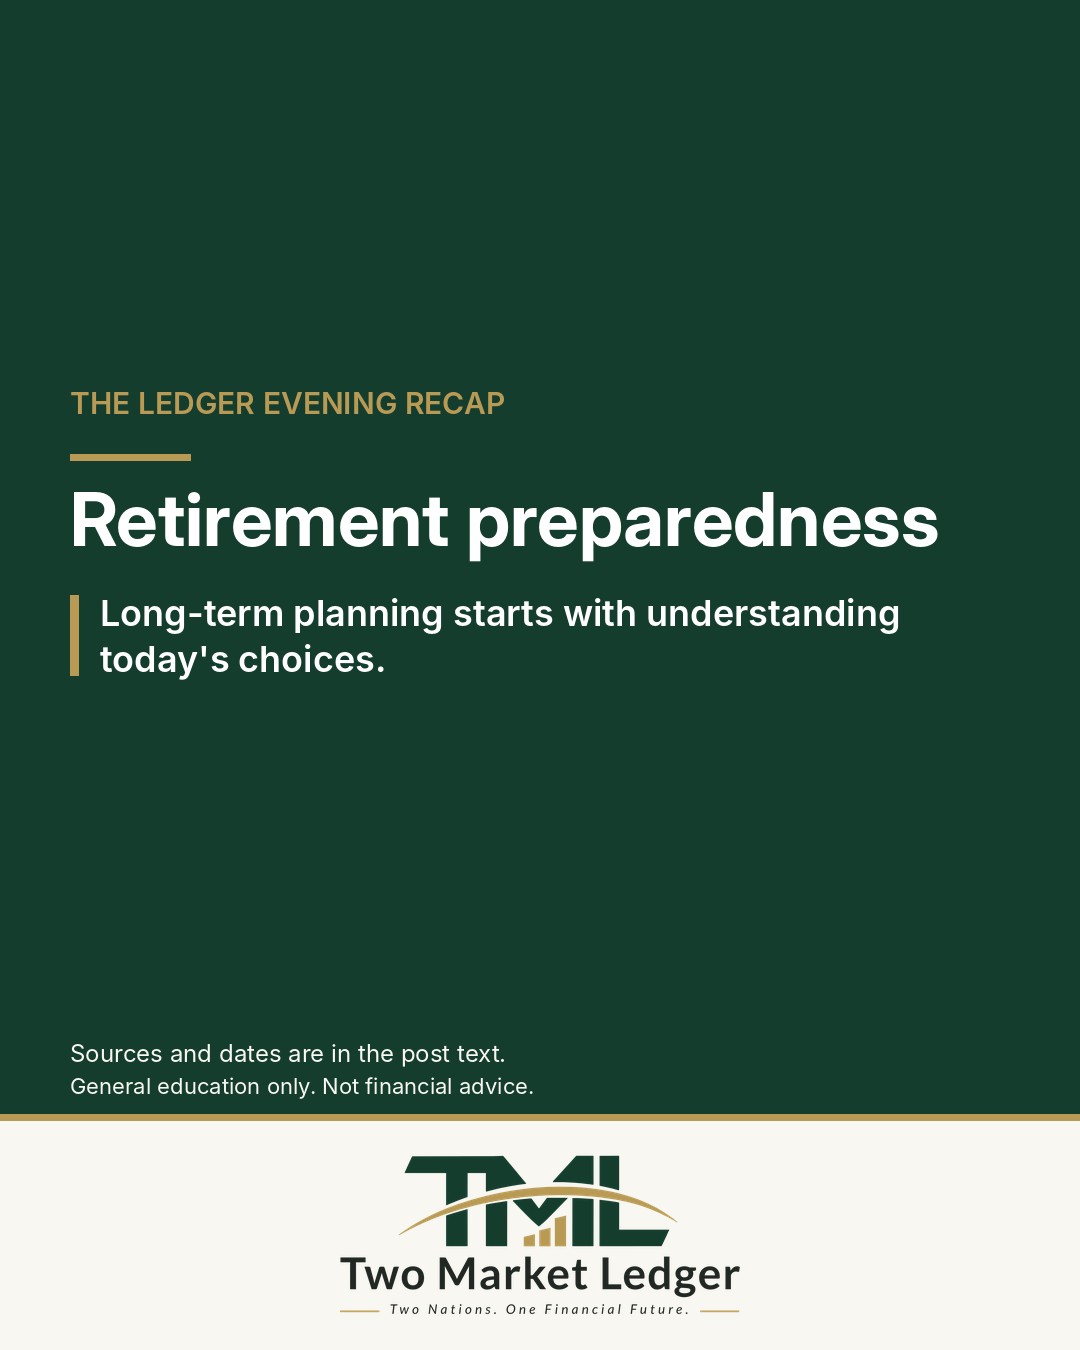 THE LEDGER EVENING RECAP
Retirement preparedness
Long-term planning starts with understanding
today's choices.
Sources and dates are in the post text.
General education only. Not financial advice.
TML
Two Market Ledger
Two Nations. One Financial Future.